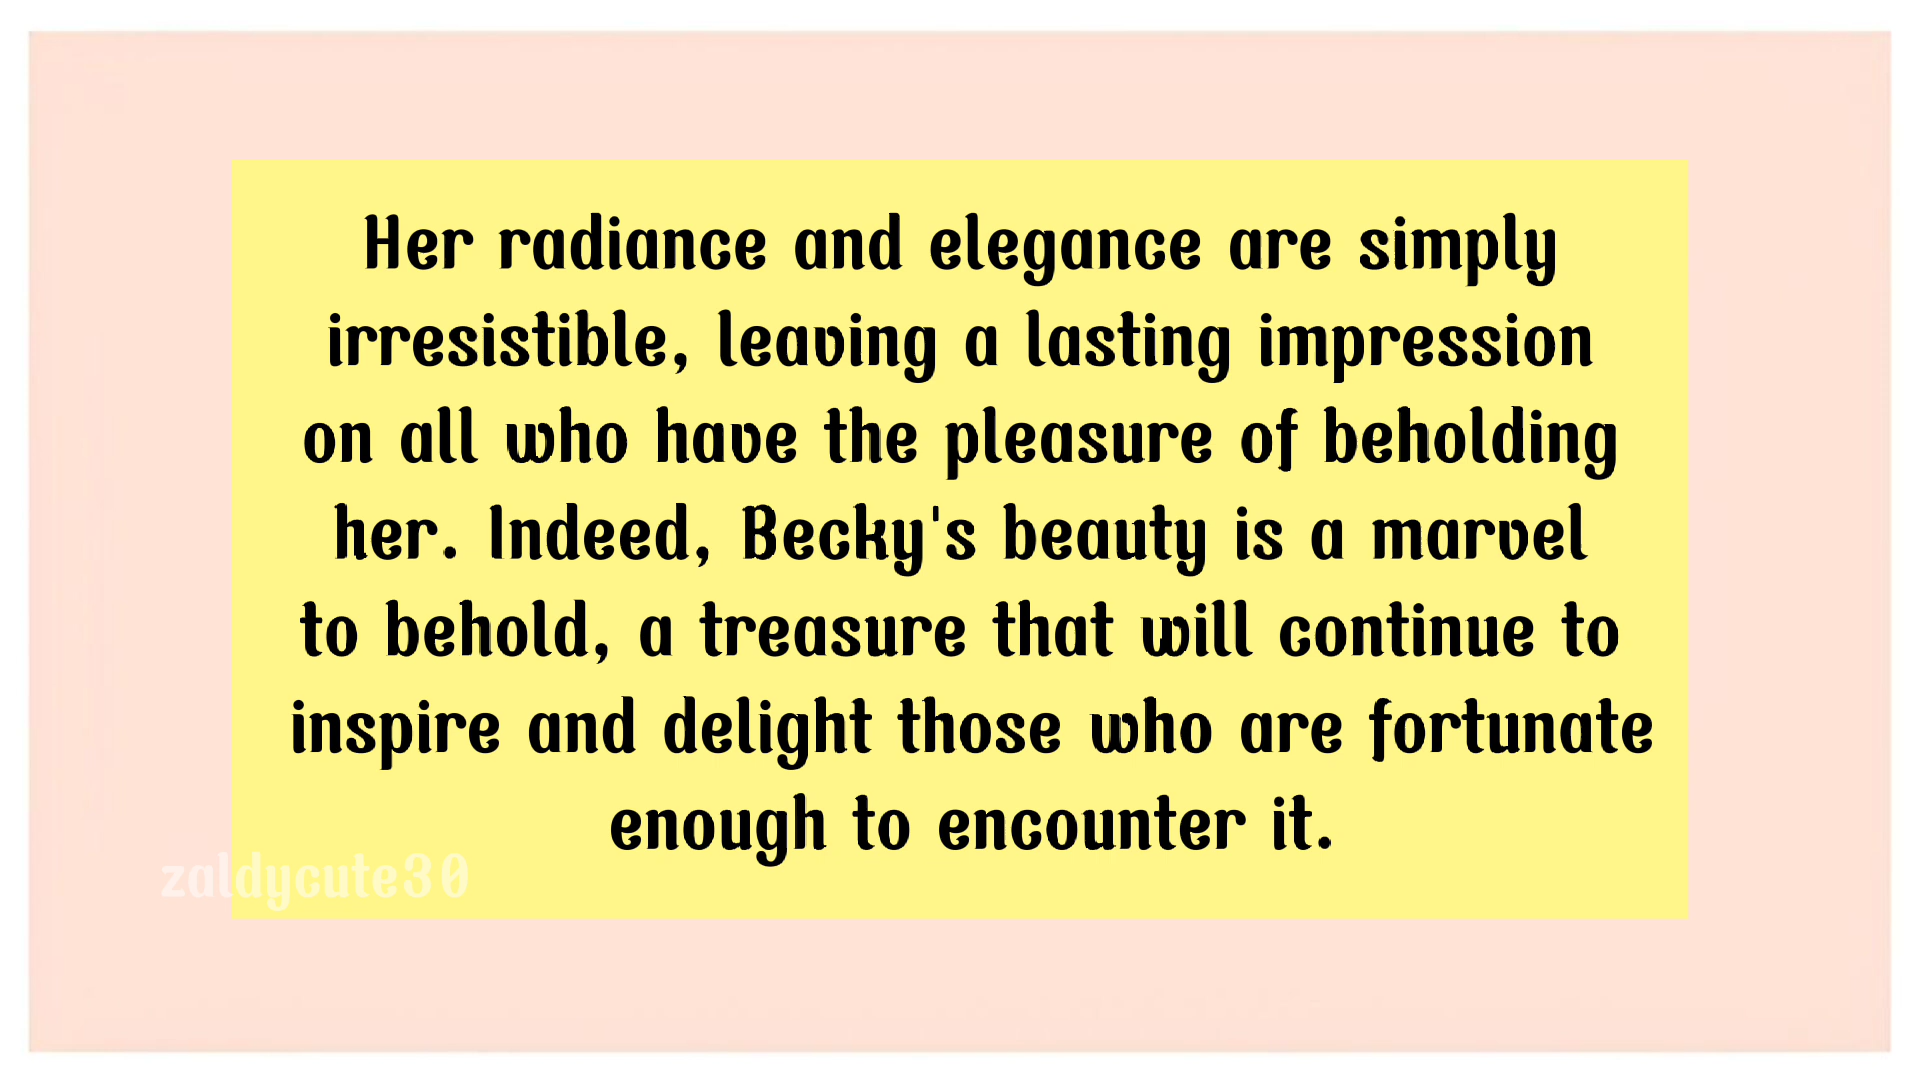 Her radiance and elegance are simply
irresistible, leaving a lasting impression
on all who have the pleasure of beholding
her. Indeed, Becky's beauty is a marvel
to behold, a treasure that will continue to
inspire and delight those who are fortunate
enough to encounter it.
zaldycute30